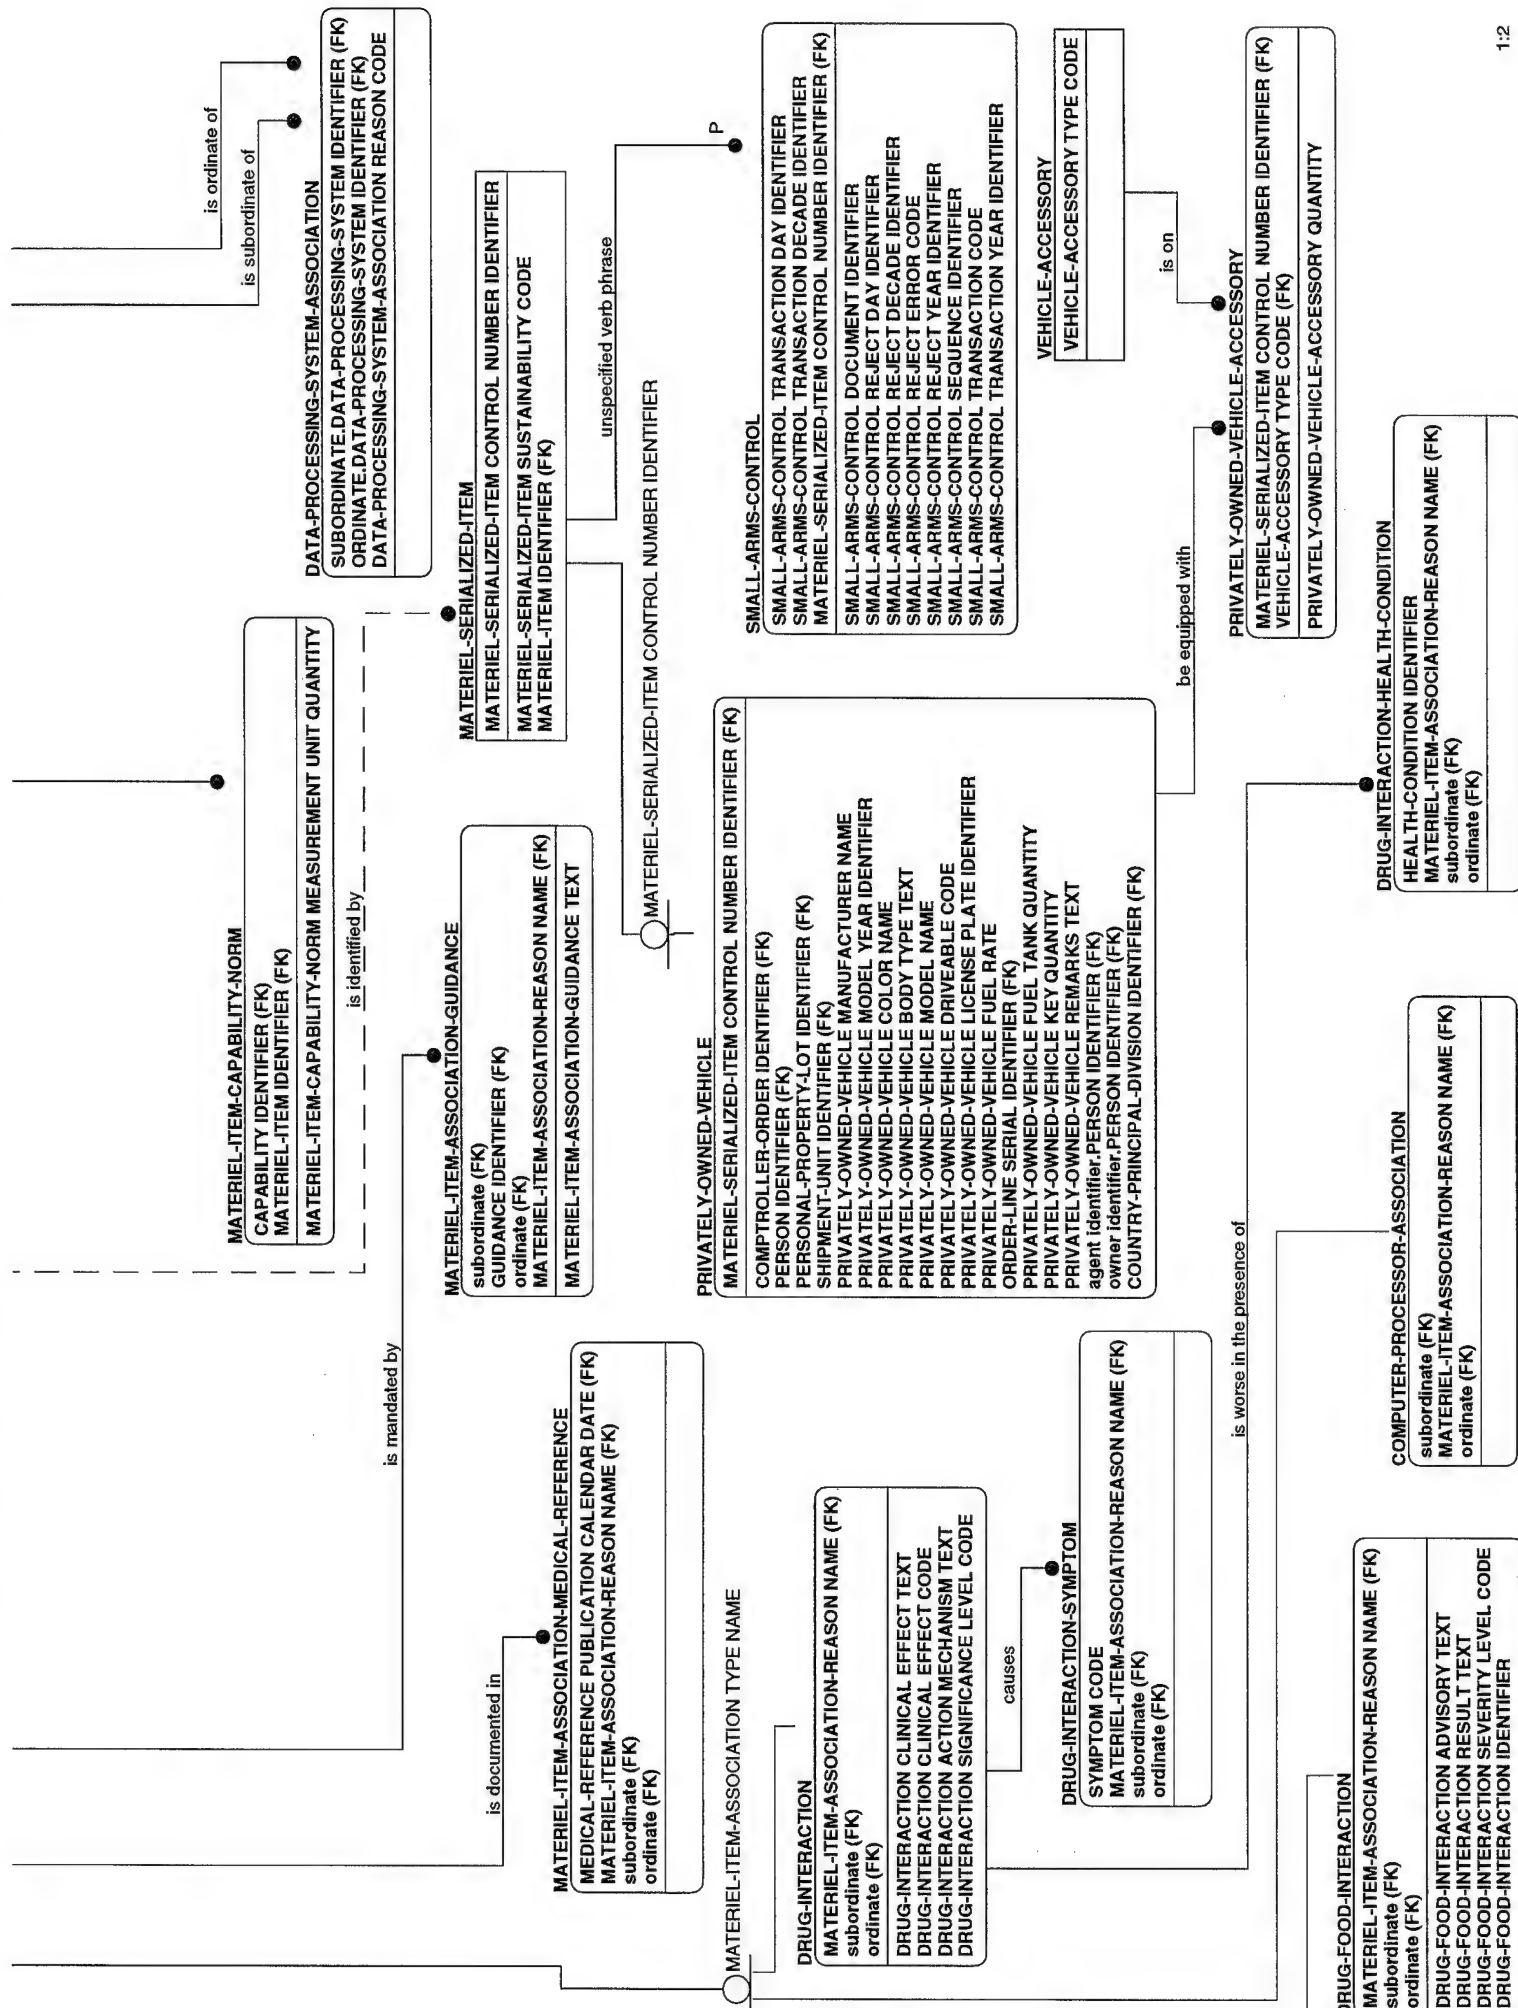 is ordinate of
is subordinate of
DATA-PROCESSING-SYSTEM-ASSOCIATION
SUBORDINATE.DATA-PROCESSING-SYSTEM IDENTIFIER (FK)
ORDINATE.DATA-PROCESSING-SYSTEM IDENTIFIER (FK)
DATA-PROCESSING-SYSTEM-ASSOCIATION REASON CODE
MATERIEL-ITEM-CAPABILITY-NORM
CAPABILITY IDENTIFIER (FK)
MATERIEL-ITEM IDENTIFIER (FK)
MATERIEL-ITEM-CAPABILITY-NORM MEASUREMENT UNIT QUANTITY
is identified by
MATERIEL-SERIALIZED-ITEM
MATERIEL-SERIALIZED-ITEM CONTROL NUMBER IDENTIFIER
MATERIEL-SERIALIZED-ITEM SUSTAINABILITY CODE
MATERIEL-ITEM IDENTIFIER (FK)
unspecified verb phrase
P
MATERIEL-SERIALIZED-ITEM CONTROL NUMBER IDENTIFIER
is mandated by
MATERIEL-ITEM-ASSOCIATION-GUIDANCE
subordinate (FK)
GUIDANCE IDENTIFIER (FK)
ordinate (FK)
MATERIEL-ITEM-ASSOCIATION-REASON NAME (FK)
MATERIEL-ITEM-ASSOCIATION-GUIDANCE TEXT
is documented in
MATERIEL-ITEM-ASSOCIATION-MEDICAL-REFERENCE
MEDICAL-REFERENCE PUBLICATION CALENDAR DATE (FK)
MATERIEL-ITEM-ASSOCIATION-REASON NAME (FK)
subordinate (FK)
ordinate (FK)
SMALL-ARMS-CONTROL
SMALL-ARMS-CONTROL TRANSACTION DAY IDENTIFIER
SMALL-ARMS-CONTROL TRANSACTION DECADE IDENTIFIER
MATERIEL-SERIALIZED-ITEM CONTROL NUMBER IDENTIFIER (FK)
SMALL-ARMS-CONTROL DOCUMENT IDENTIFIER
SMALL-ARMS-CONTROL REJECT DAY IDENTIFIER
SMALL-ARMS-CONTROL REJECT DECADE IDENTIFIER
SMALL-ARMS-CONTROL REJECT ERROR CODE
SMALL-ARMS-CONTROL REJECT YEAR IDENTIFIER
SMALL-ARMS-CONTROL SEQUENCE IDENTIFIER
SMALL-ARMS-CONTROL TRANSACTION CODE
SMALL-ARMS-CONTROL TRANSACTION YEAR IDENTIFIER
PRIVATELY-OWNED-VEHICLE
MATERIEL-SERIALIZED-ITEM CONTROL NUMBER IDENTIFIER (FK)
COMPTROLLER-ORDER IDENTIFIER (FK)
PERSON IDENTIFIER (FK)
PERSONAL-PROPERTY-LOT IDENTIFIER (FK)
SHIPMENT-UNIT IDENTIFIER (FK)
PRIVATELY-OWNED-VEHICLE MANUFACTURER NAME
PRIVATELY-OWNED-VEHICLE MODEL YEAR IDENTIFIER
PRIVATELY-OWNED-VEHICLE COLOR NAME
PRIVATELY-OWNED-VEHICLE BODY TYPE TEXT
PRIVATELY-OWNED-VEHICLE MODEL NAME
PRIVATELY-OWNED-VEHICLE DRIVEABLE CODE
PRIVATELY-OWNED-VEHICLE LICENSE PLATE IDENTIFIER
PRIVATELY-OWNED-VEHICLE FUEL RATE
ORDER-LINE SERIAL IDENTIFIER (FK)
PRIVATELY-OWNED-VEHICLE FUEL TANK QUANTITY
PRIVATELY-OWNED-VEHICLE KEY QUANTITY
PRIVATELY-OWNED-VEHICLE REMARKS TEXT
agent identifier.PERSON IDENTIFIER (FK)
owner identifier.PERSON IDENTIFIER (FK)
COUNTRY-PRINCIPAL-DIVISION IDENTIFIER (FK)
be equipped with
VEHICLE-ACCESSORY
VEHICLE-ACCESSORY TYPE CODE
is on
PRIVATELY-OWNED-VEHICLE-ACCESSORY
MATERIEL-SERIALIZED-ITEM CONTROL NUMBER IDENTIFIER (FK)
VEHICLE-ACCESSORY TYPE CODE (FK)
PRIVATELY-OWNED-VEHICLE-ACCESSORY QUANTITY
MATERIEL-ITEM-ASSOCIATION TYPE NAME
DRUG-INTERACTION
MATERIEL-ITEM-ASSOCIATION-REASON NAME (FK)
subordinate (FK)
ordinate (FK)
DRUG-INTERACTION CLINICAL EFFECT TEXT
DRUG-INTERACTION CLINICAL EFFECT CODE
DRUG-INTERACTION ACTION MECHANISM TEXT
DRUG-INTERACTION SIGNIFICANCE LEVEL CODE
causes
DRUG-INTERACTION-SYMPTOM
SYMPTOM CODE
MATERIEL-ITEM-ASSOCIATION-REASON NAME (FK)
subordinate (FK)
ordinate (FK)
is worse in the presence of
DRUG-INTERACTION-HEALTH-CONDITION
HEALTH-CONDITION IDENTIFIER
MATERIEL-ITEM-ASSOCIATION-REASON NAME (FK)
subordinate (FK)
ordinate (FK)
COMPUTER-PROCESSOR-ASSOCIATION
subordinate (FK)
MATERIEL-ITEM-ASSOCIATION-REASON NAME (FK)
ordinate (FK)
DRUG-FOOD-INTERACTION
MATERIEL-ITEM-ASSOCIATION-REASON NAME (FK)
subordinate (FK)
ordinate (FK)
DRUG-FOOD-INTERACTION ADVISORY TEXT
DRUG-FOOD-INTERACTION RESULT TEXT
DRUG-FOOD-INTERACTION SEVERITY LEVEL CODE
DRUG-FOOD-INTERACTION IDENTIFIER
1:2